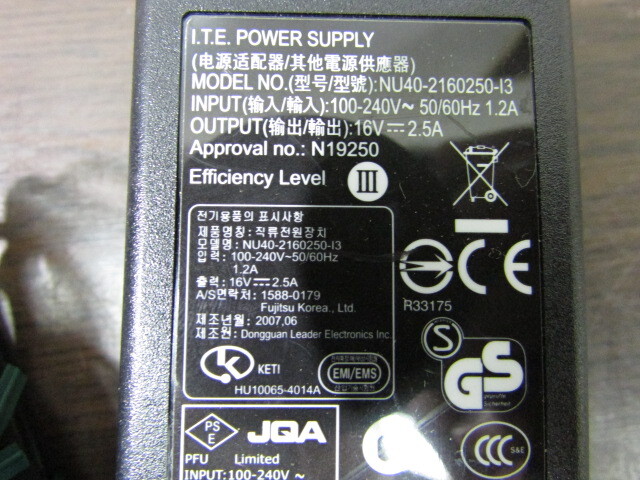 I.T.E. POWER SUPPLY
(电源适配器/其他電源供應器)
MODEL NO.(型号/型號):NU40-2160250-I3
INPUT(输入/輸入):100-240V~ 50/60Hz 1.2A
OUTPUT(输出/輸出):16V⎓2.5A
Approval no.: N19250
Efficiency Level III
전기용품의 표시사항
제품명칭: 직류전원장치
모델명: NU40-2160250-I3
입력: 100-240V~50/60Hz
1.2A
출력: 16V⎓2.5A
A/S연락처: 1588-0179
Fujitsu Korea., Ltd.
제조년월: 2007,06
제조원: Dongguan Leader Electronics Inc.
CE
R33175
K KETI
EMI/EMS
HU10065-4014A
S
GS
PS
E
JQA
CCC S&E
PFU Limited
INPUT:100-240V ~